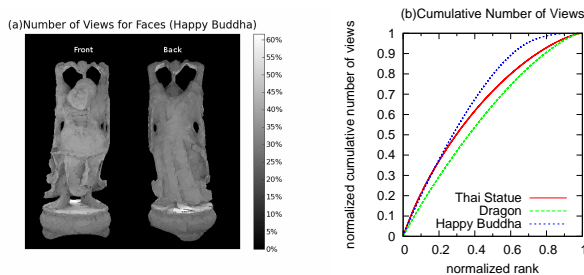 (a)Number of Views for Faces (Happy Buddha)
Front
Back
60%
55%
50%
45%
40%
35%
30%
25%
20%
15%
10%
5%
0%
(b)Cumulative Number of Views
normalized cumulative number of views
1
0.9
0.8
0.7
0.6
0.5
0.4
0.3
0.2
0.1
0
Thai Statue
Dragon
Happy Buddha
0 0.2 0.4 0.6 0.8 1
normalized rank